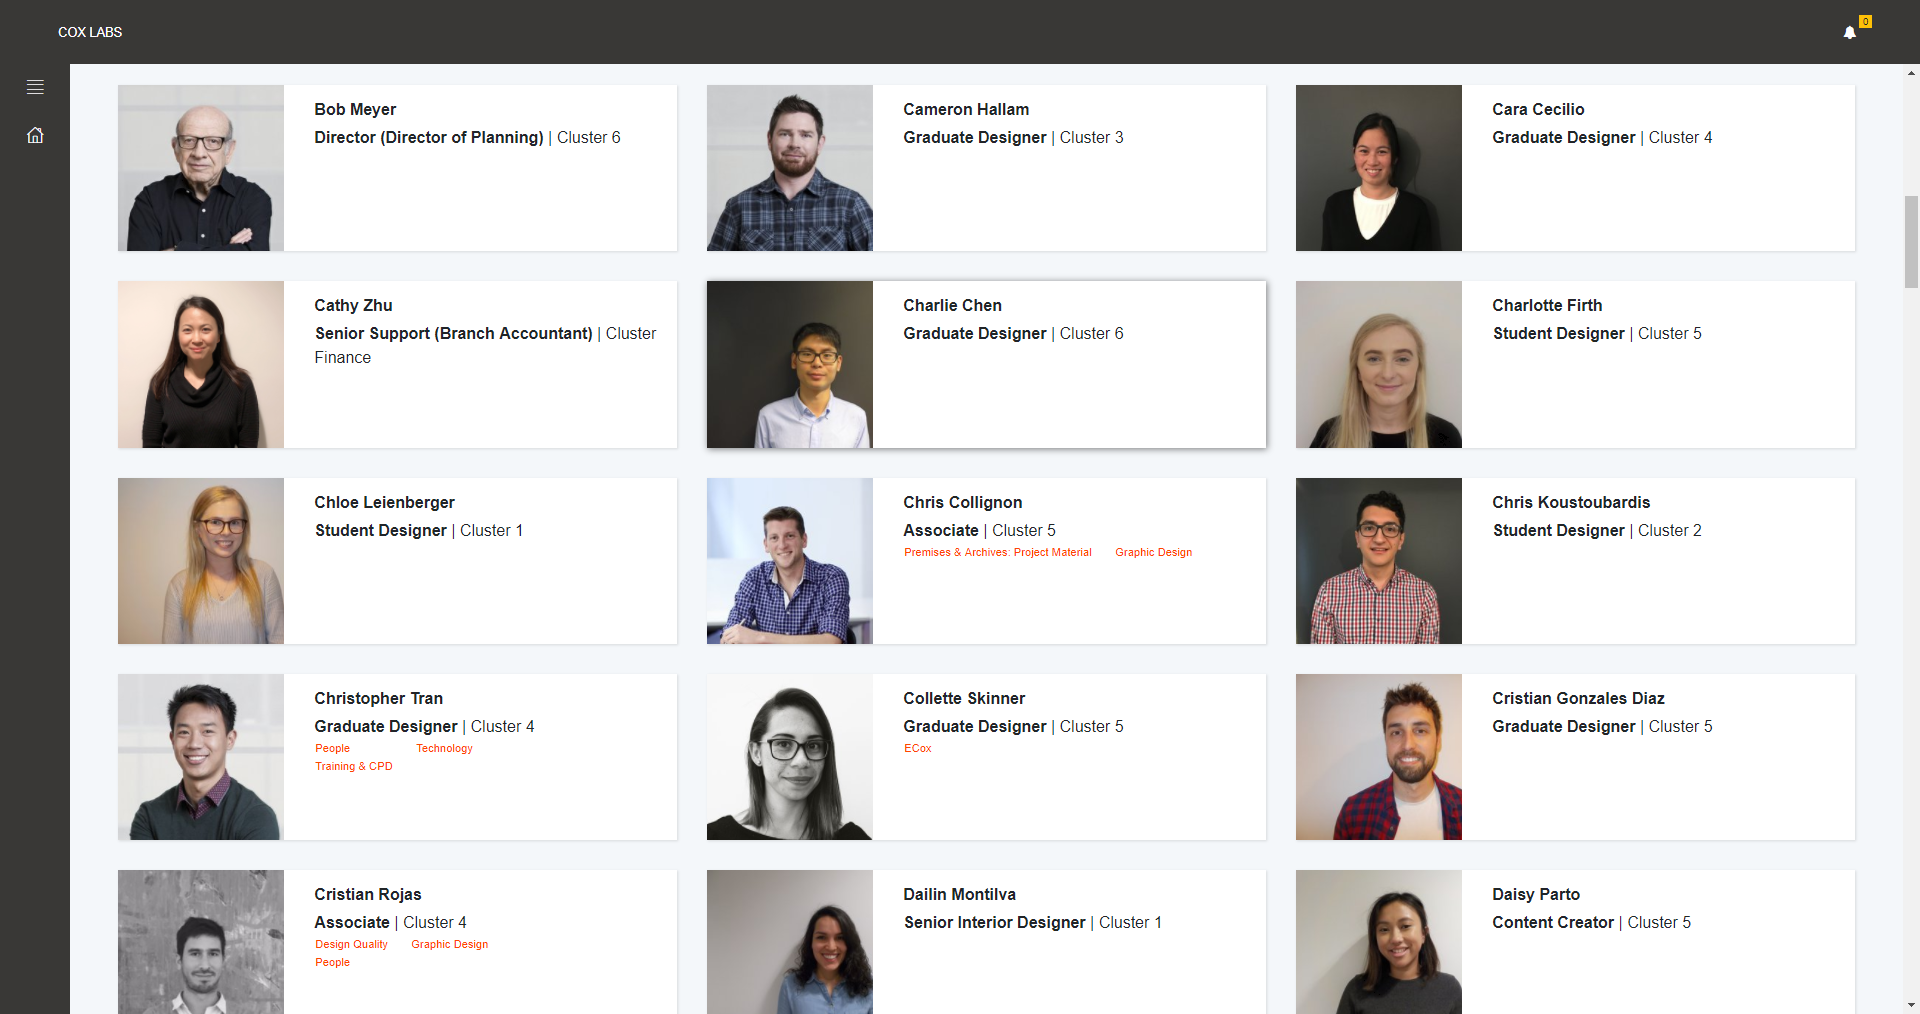 COX LABS
0
Bob Meyer
Director (Director of Planning) | Cluster 6
Cameron Hallam
Graduate Designer | Cluster 3
Cara Cecilio
Graduate Designer | Cluster 4
Cathy Zhu
Senior Support (Branch Accountant) | Cluster
Finance
Charlie Chen
Graduate Designer | Cluster 6
Charlotte Firth
Student Designer | Cluster 5
Chloe Leienberger
Student Designer | Cluster 1
Chris Collignon
Associate | Cluster 5
Premises & Archives: Project Material Graphic Design
Chris Koustoubardis
Student Designer | Cluster 2
Christopher Tran
Graduate Designer | Cluster 4
People Technology
Training & CPD
Collette Skinner
Graduate Designer | Cluster 5
ECox
Cristian Gonzales Diaz
Graduate Designer | Cluster 5
Cristian Rojas
Associate | Cluster 4
Design Quality Graphic Design
People
Dailin Montilva
Senior Interior Designer | Cluster 1
Daisy Parto
Content Creator | Cluster 5